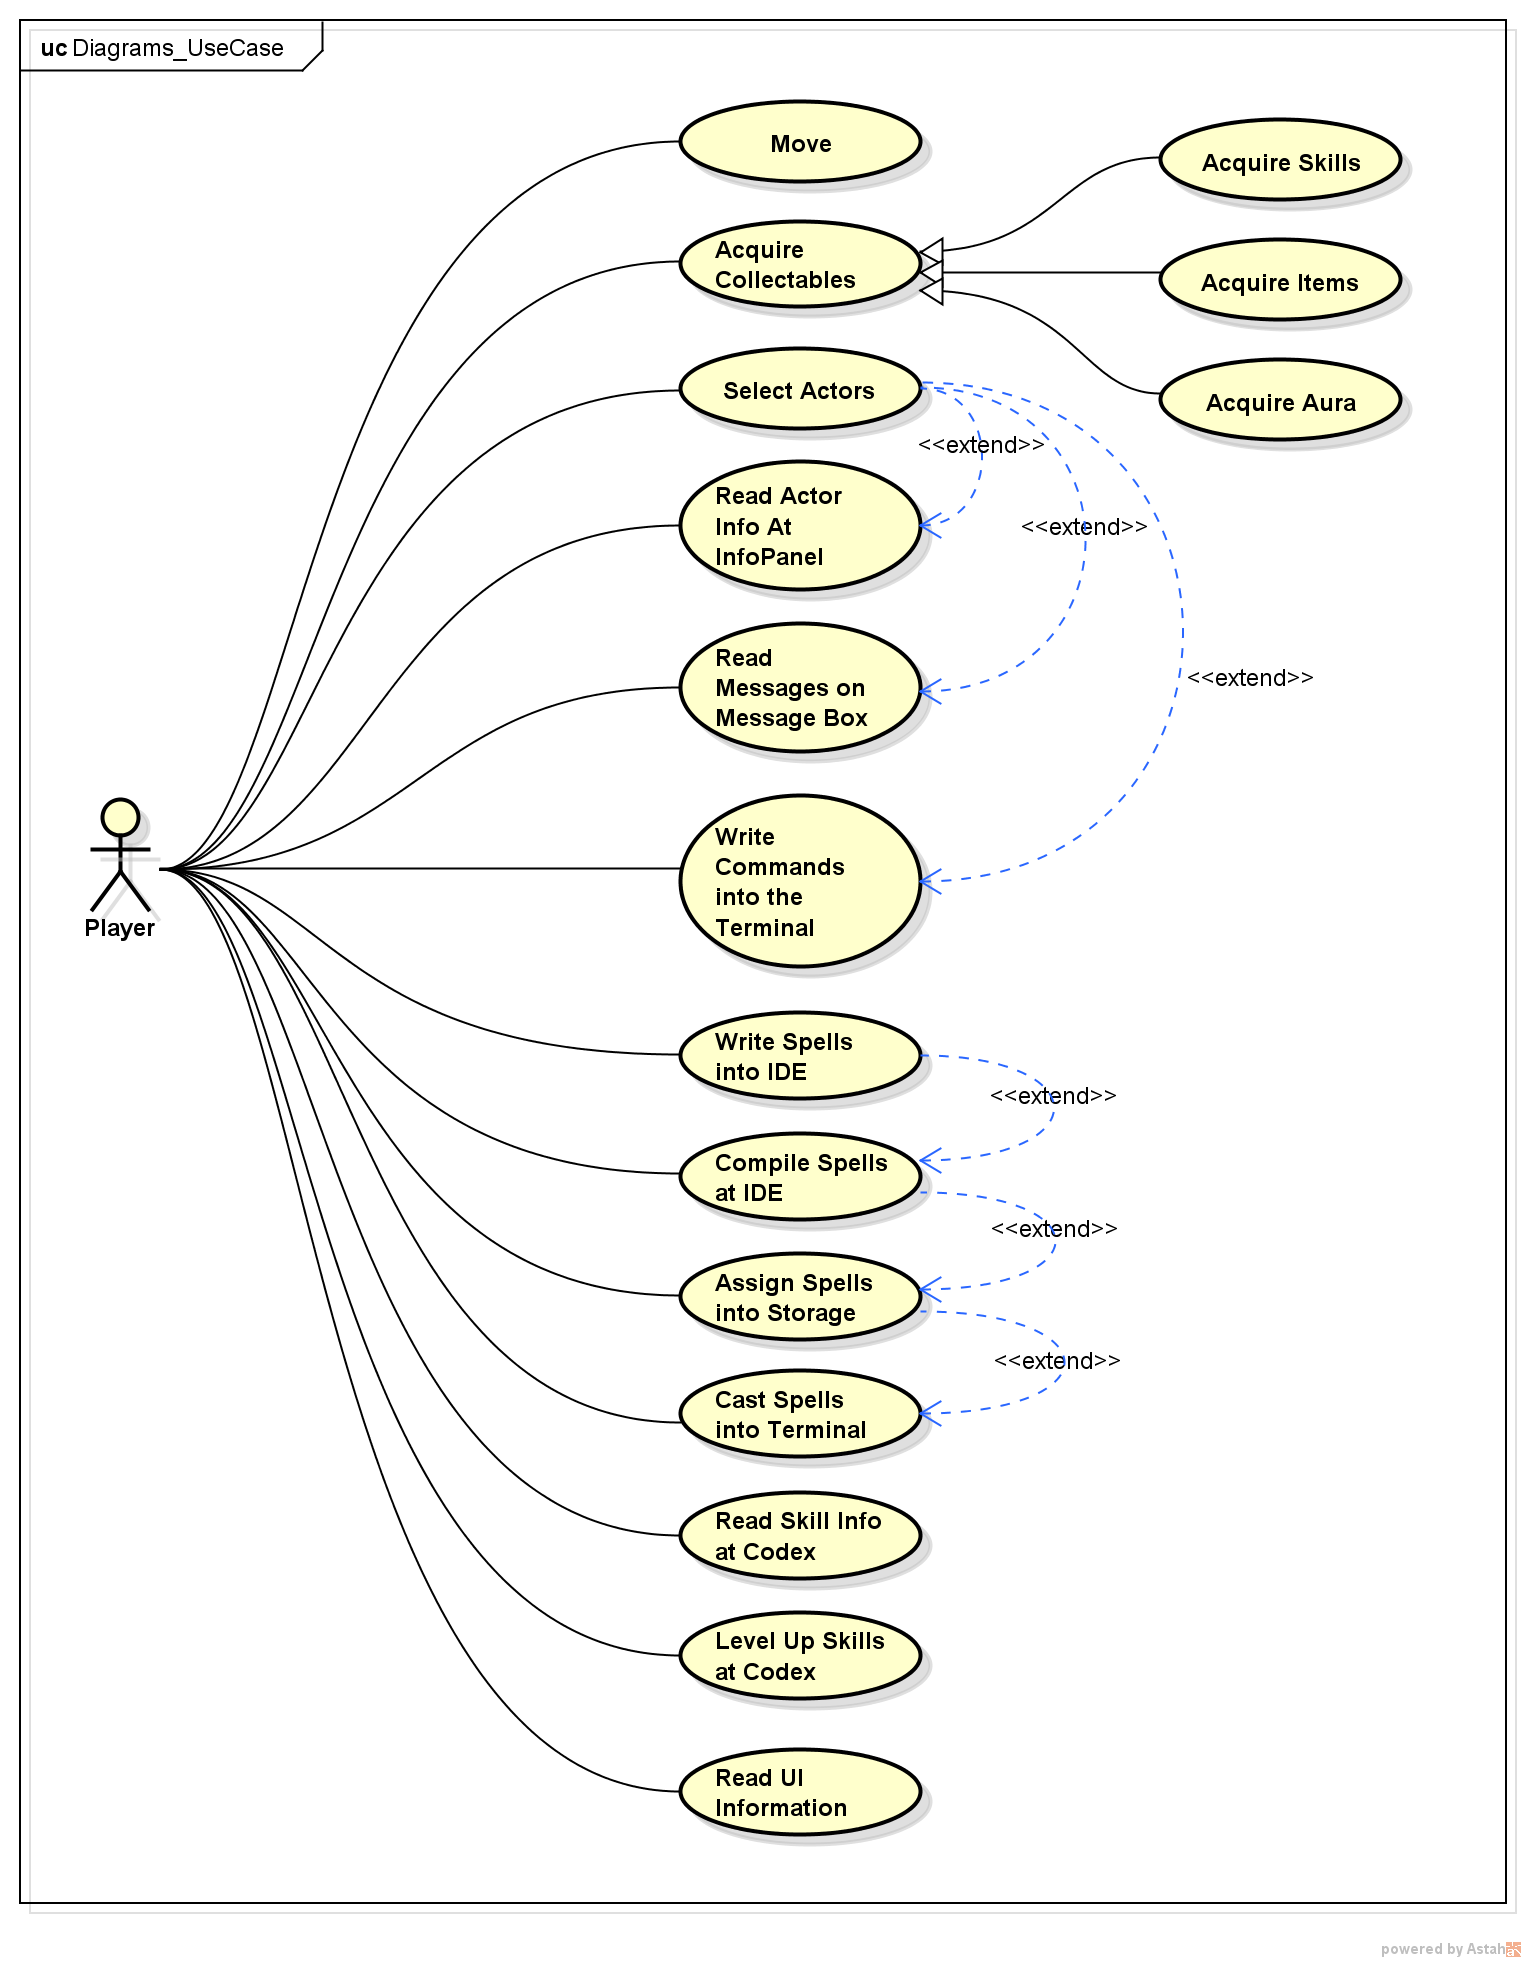 uc Diagrams_UseCase
Move
Acquire Skills
Acquire
Collectables
Acquire Items
Select Actors
Acquire Aura
<<extend>>
Read Actor
Info At
InfoPanel
<<extend>>
Read
Messages on
Message Box
<<extend>>
Write
Commands
into the
Terminal
Player
Write Spells
into IDE
<<extend>>
Compile Spells
at IDE
<<extend>>
Assign Spells
into Storage
<<extend>>
Cast Spells
into Terminal
Read Skill Info
at Codex
Level Up Skills
at Codex
Read UI
Information
powered by Astah